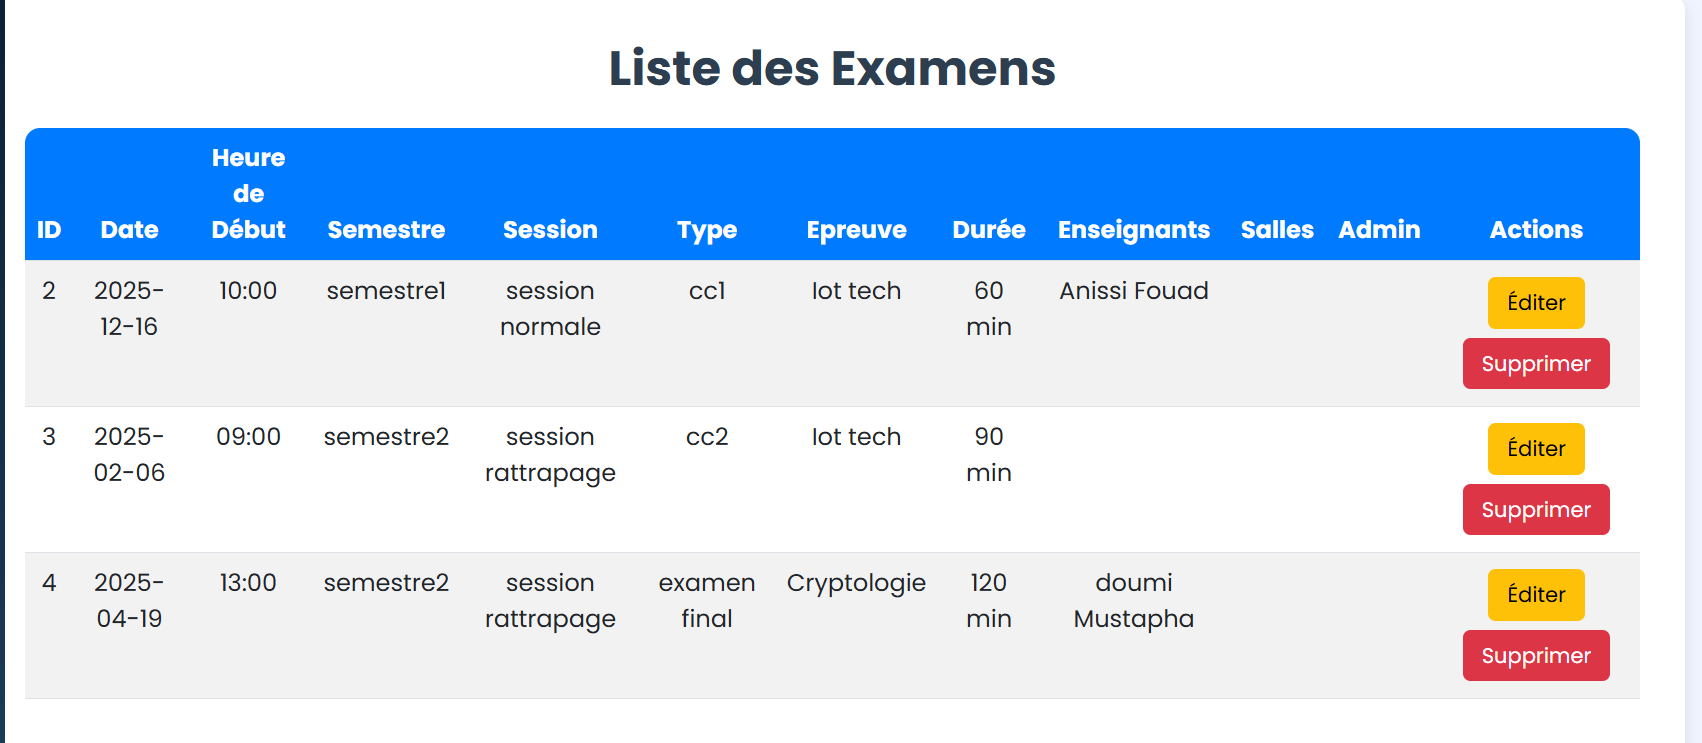 Liste des Examens
ID Date Heure de Début Semestre Session Type Epreuve Durée Enseignants Salles Admin Actions
2 2025-12-16 10:00 semestre1 session normale cc1 Iot tech 60 min Anissi Fouad Éditer Supprimer
3 2025-02-06 09:00 semestre2 session rattrapage cc2 Iot tech 90 min Éditer Supprimer
4 2025-04-19 13:00 semestre2 session rattrapage examen final Cryptologie 120 min doumi Mustapha Éditer Supprimer